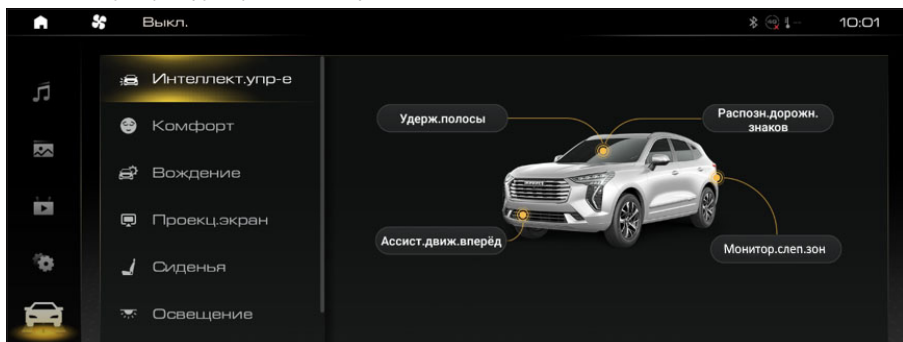 Выкл.
10:01
Интеллект.упр-е
Комфорт
Вождение
Проекц.экран
Сиденья
Освещение
Удерж.полосы
Распозн.дорожн.
знаков
Ассист.движ.вперёд
Монитор.слеп.зон